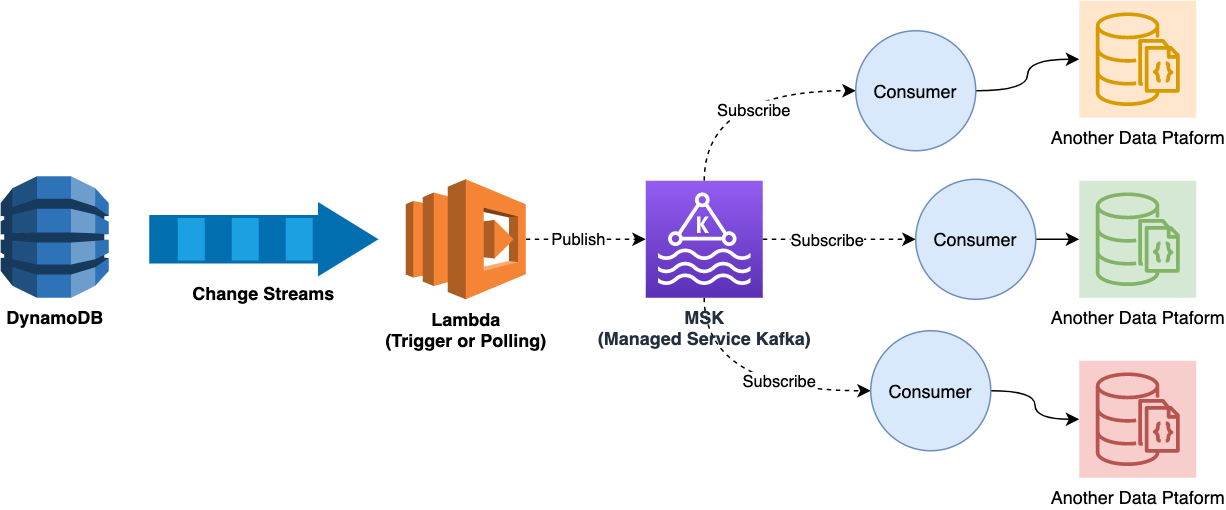 DynamoDB
Change Streams
Lambda
(Trigger or Polling)
Publish
K
MSK
(Managed Service Kafka)
Subscribe
Consumer
{}
Another Data Ptaform
Subscribe
Consumer
{}
Another Data Ptaform
Subscribe
Consumer
{}
Another Data Ptaform